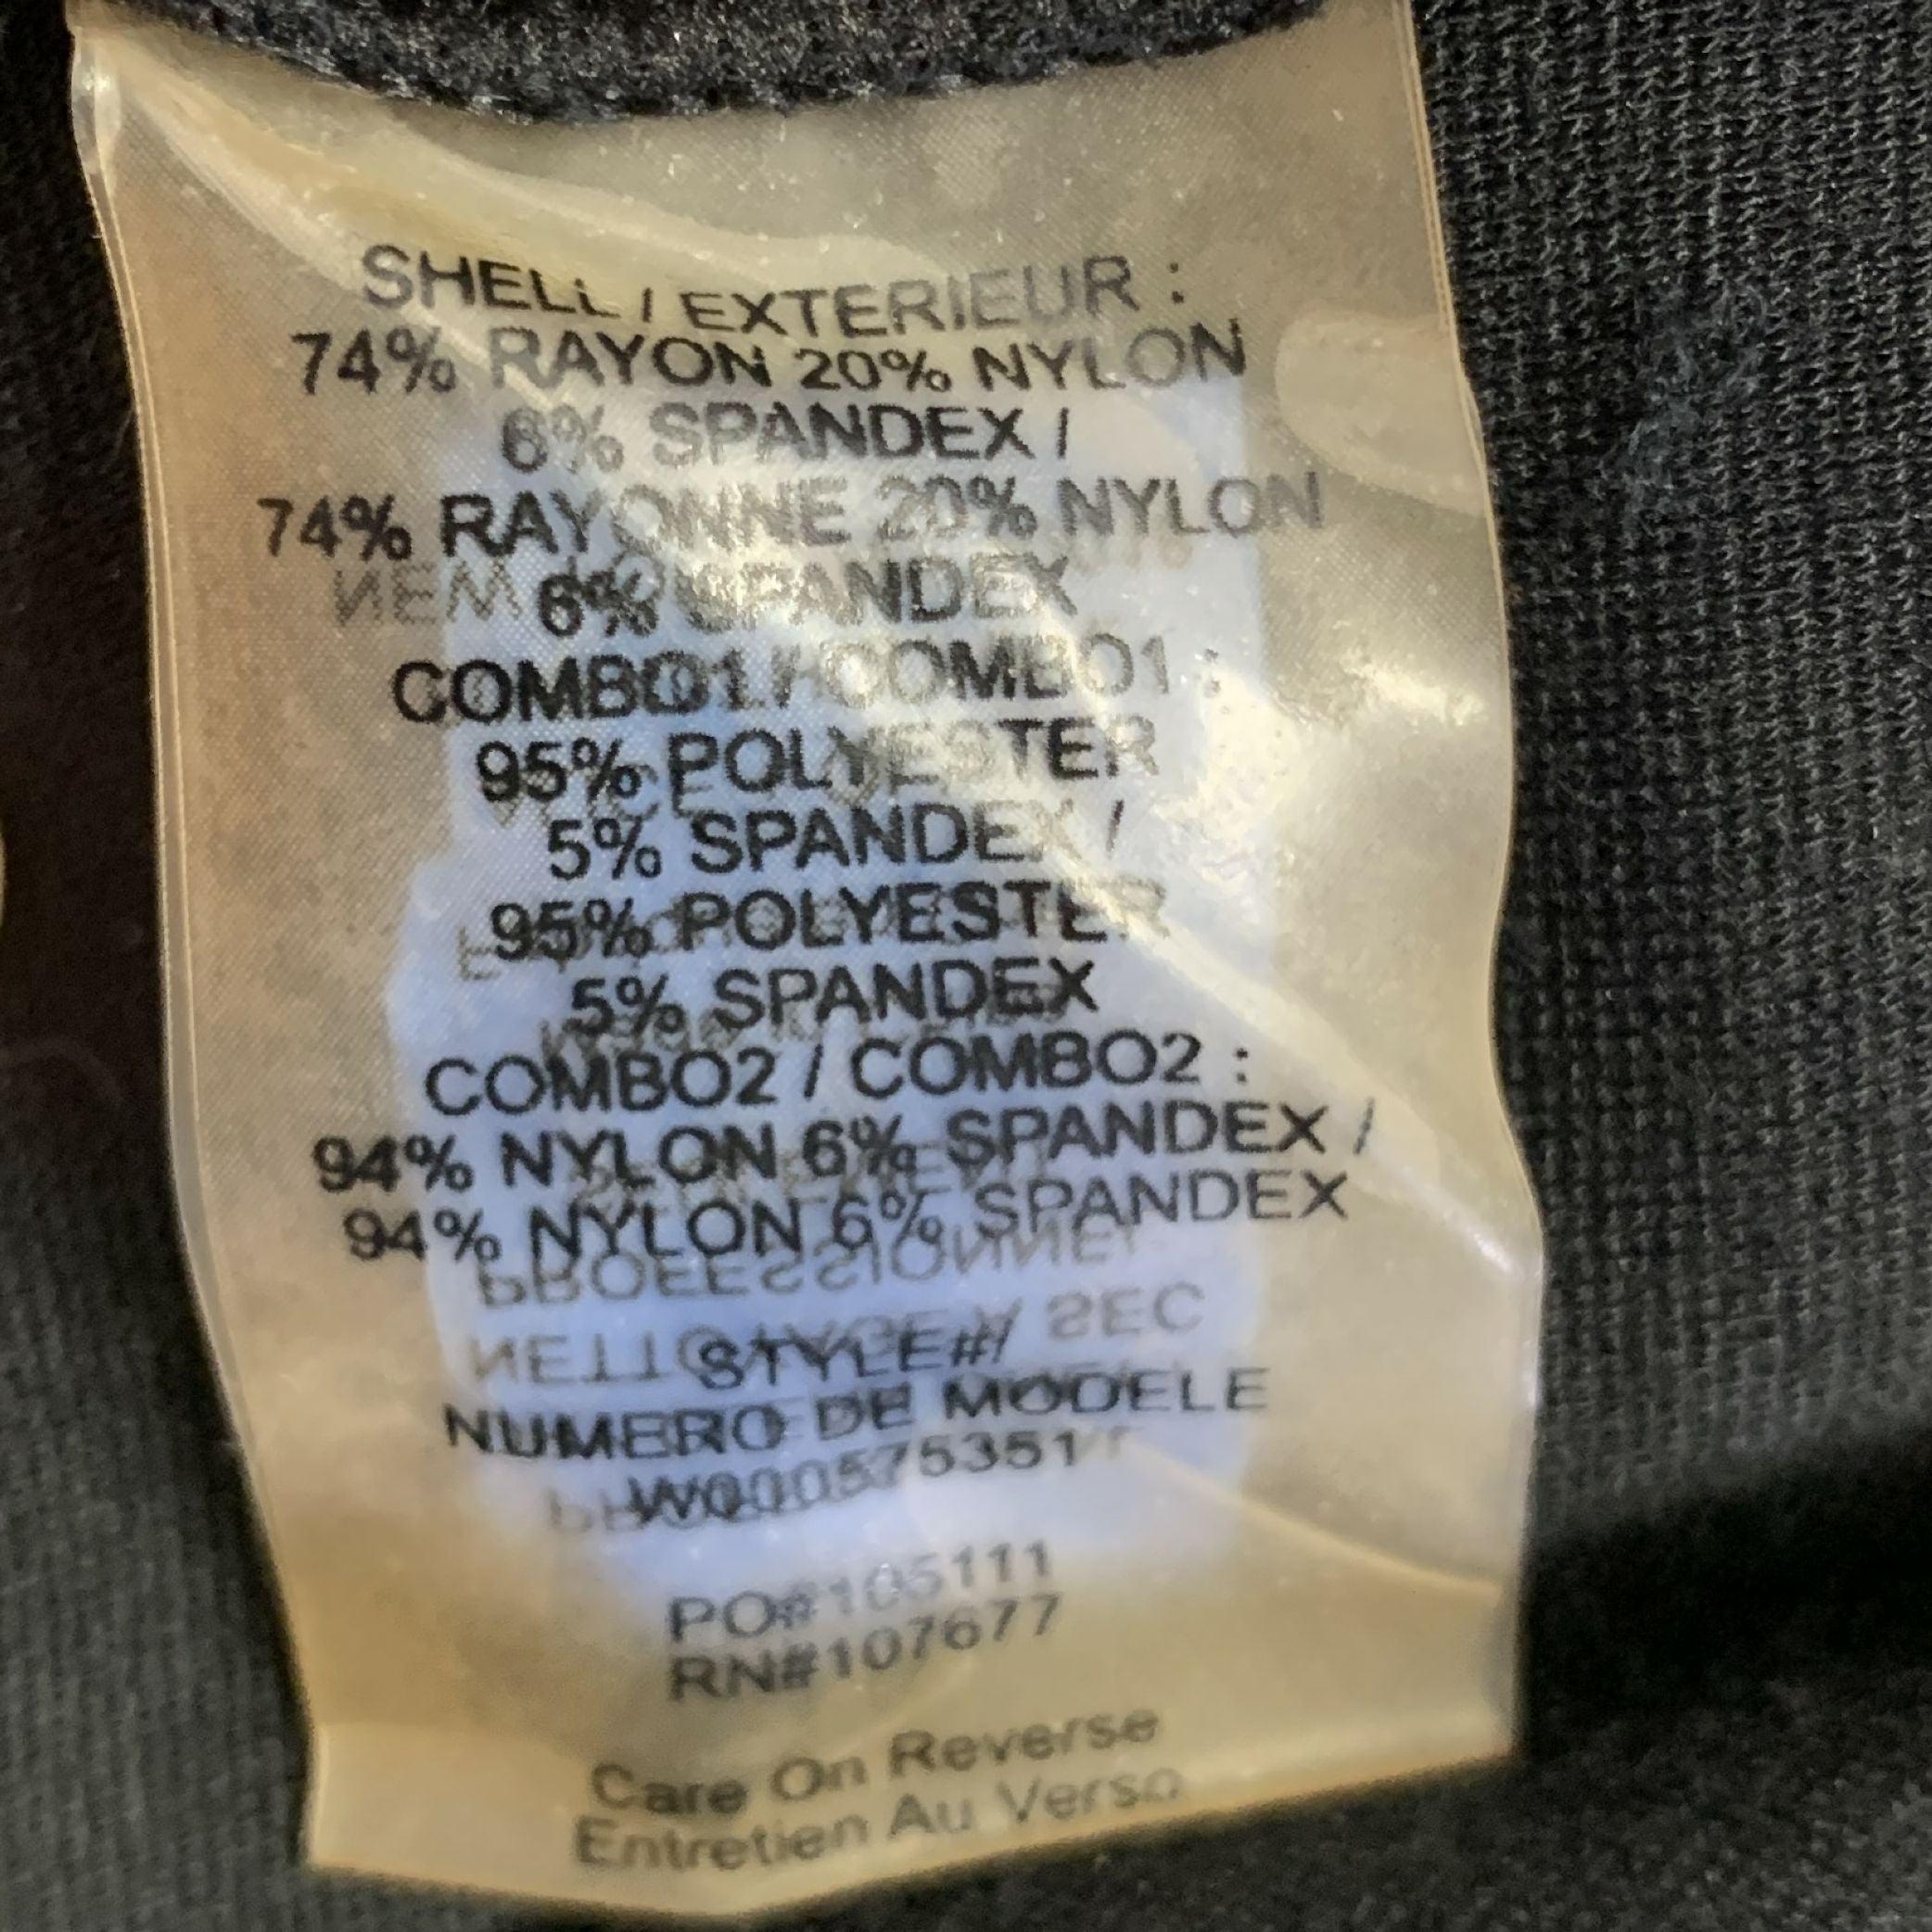 SHELL / EXTERIEUR :
74% RAYON 20% NYLON
6% SPANDEX /
74% RAYONNE 20% NYLON
6% SPANDEX
COMBO1 / COMBO1 :
95% POLYESTER
5% SPANDEX /
95% POLYESTER
5% SPANDEX
COMBO2 / COMBO2 :
94% NYLON 6% SPANDEX /
94% NYLON 6% SPANDEX
STYLE#/
NUMERO DE MODELE
W000575351
PO#105111
RN#107677
Care On Reverse
Entretien Au Verso